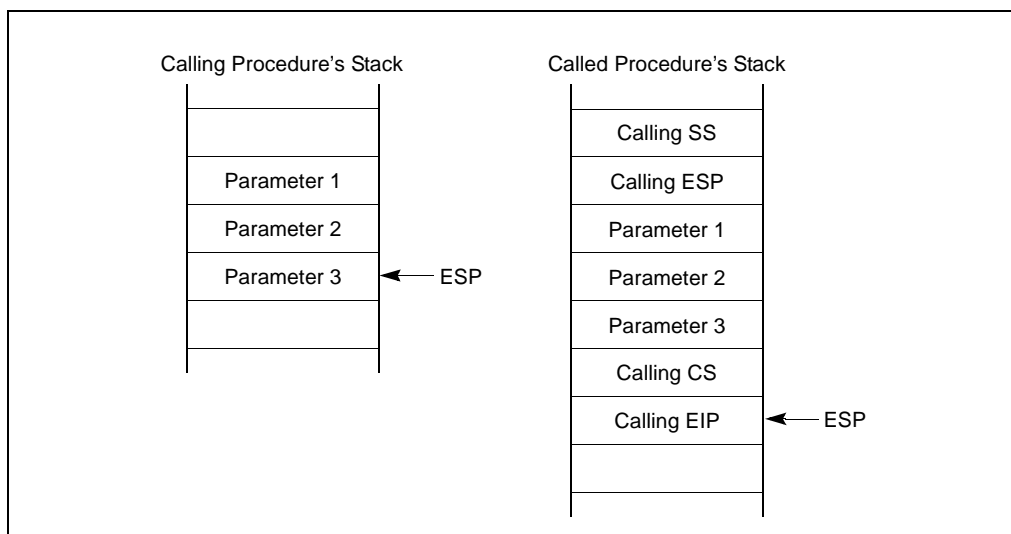 Calling Procedure's Stack
Parameter 1
Parameter 2
Parameter 3
ESP
Called Procedure's Stack
Calling SS
Calling ESP
Parameter 1
Parameter 2
Parameter 3
Calling CS
Calling EIP
ESP